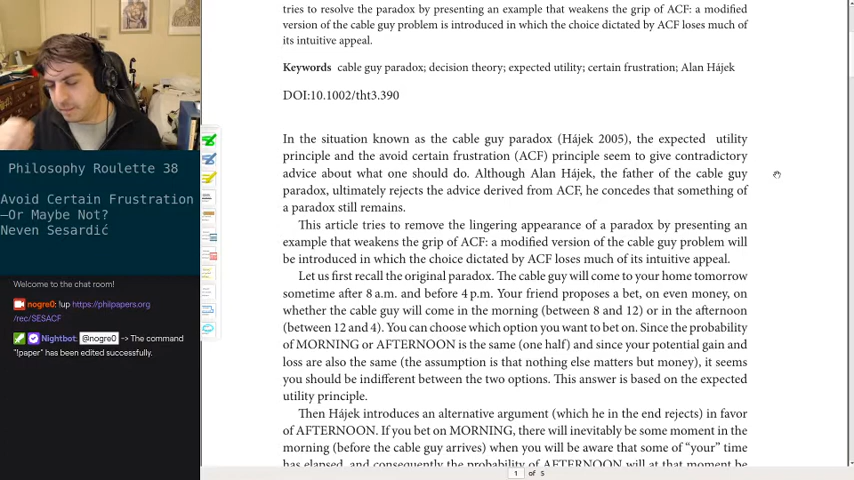 tries to resolve the paradox by presenting an example that weakens the grip of ACF: a modified
version of the cable guy problem is introduced in which the choice dictated by ACF loses much of
its intuitive appeal.
Keywords cable guy paradox; decision theory; expected utility; certain frustration; Alan Hájek
DOI:10.1002/tht3.390
In the situation known as the cable guy paradox (Hájek 2005), the expected utility
principle and the avoid certain frustration (ACF) principle seem to give contradictory
advice about what one should do. Although Alan Hájek, the father of the cable guy
paradox, ultimately rejects the advice derived from ACF, he concedes that something of
a paradox still remains.
This article tries to remove the lingering appearance of a paradox by presenting an
example that weakens the grip of ACF: a modified version of the cable guy problem will
be introduced in which the choice dictated by ACF loses much of its intuitive appeal.
Let us first recall the original paradox. The cable guy will come to your home tomorrow
sometime after 8 a.m. and before 4 p.m. Your friend proposes a bet, on even money, on
whether the cable guy will come in the morning (between 8 and 12) or in the afternoon
(between 12 and 4). You can choose which option you want to bet on. Since the probability
of MORNING or AFTERNOON is the same (one half) and since your potential gain and
loss are also the same (the assumption is that nothing else matters but money), it seems
you should be indifferent between the two options. This answer is based on the expected
utility principle.
Then Hájek introduces an alternative argument (which he in the end rejects) in favor
of AFTERNOON. If you bet on MORNING, there will inevitably be some moment in the
morning (before the cable guy arrives) when you will be aware that some of “your” time
has elapsed, and consequently the probability of AFTERNOON will at that moment be
1 of 5
Philosophy Roulette 38
Avoid Certain Frustration
—Or Maybe Not?
Neven Sesardić
Welcome to the chat room!
nogre0: !up https://philpapers.org
/rec/SESACF
Nightbot: @nogre0 -> The command
"!paper" has been edited successfully.